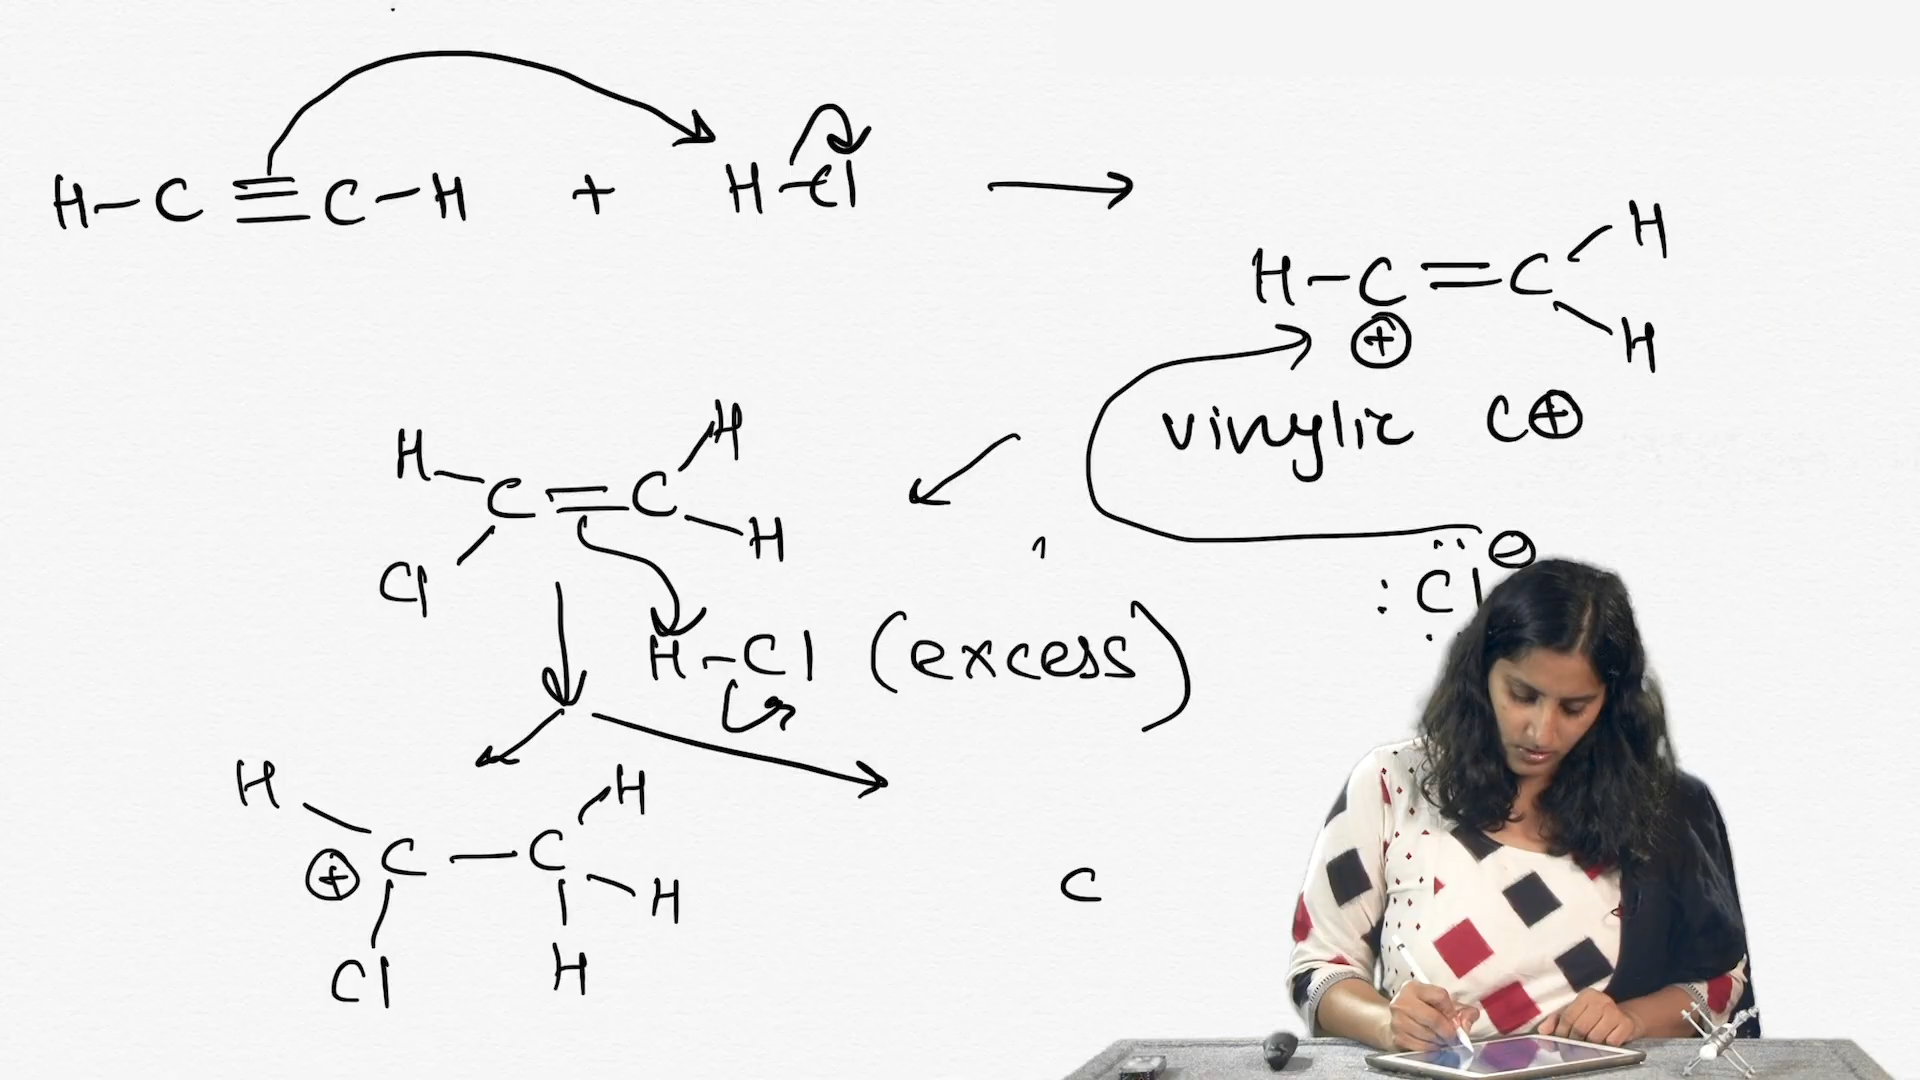 H-C≡C-H + H-Cl ⟶
H-C=C
H
H
⊕
vinylic C⊕
H
C=C
H
H
Cl
⊖
:Cl
H-Cl (excess)
H
⊕ C — C
H
H
H
Cl
C